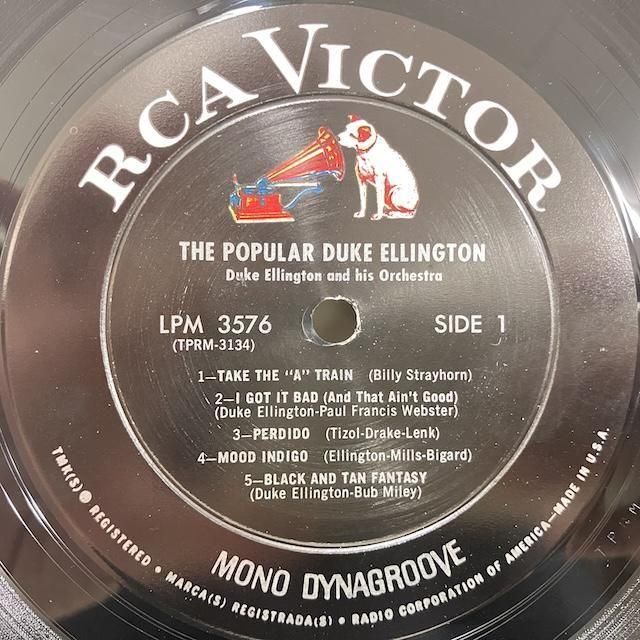 RCA VICTOR
THE POPULAR DUKE ELLINGTON
Duke Ellington and his Orchestra
LPM 3576
(TPRM-3134)
SIDE 1
1—TAKE THE "A" TRAIN (Billy Strayhorn)
2—I GOT IT BAD (And That Ain't Good)
(Duke Ellington-Paul Francis Webster)
3—PERDIDO (Tizol-Drake-Lenk)
4—MOOD INDIGO (Ellington-Mills-Bigard)
5—BLACK AND TAN FANTASY
(Duke Ellington-Bub Miley)
MONO DYNAGROOVE
TMK(S) ® REGISTERED • MARCA(S) REGISTRADA(S) • RADIO CORPORATION OF AMERICA—MADE IN U.S.A.